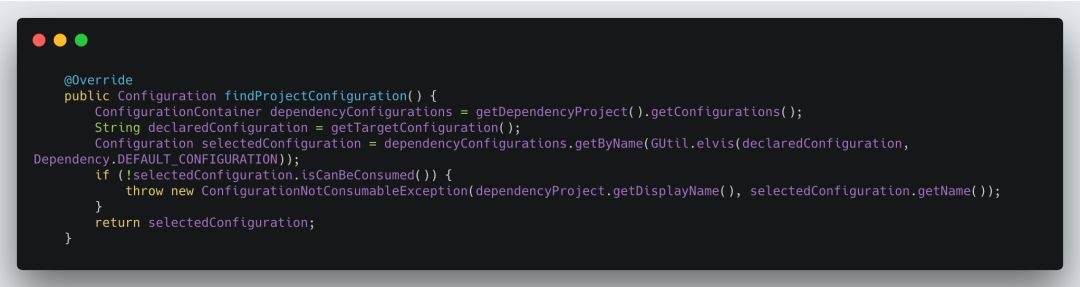 @Override
    public Configuration findProjectConfiguration() {
        ConfigurationContainer dependencyConfigurations = getDependencyProject().getConfigurations();
        String declaredConfiguration = getTargetConfiguration();
        Configuration selectedConfiguration = dependencyConfigurations.getByName(GUtil.elvis(declaredConfiguration,
Dependency.DEFAULT_CONFIGURATION));
        if (!selectedConfiguration.isCanBeConsumed()) {
            throw new ConfigurationNotConsumableException(dependencyProject.getDisplayName(), selectedConfiguration.getName());
        }
        return selectedConfiguration;
    }